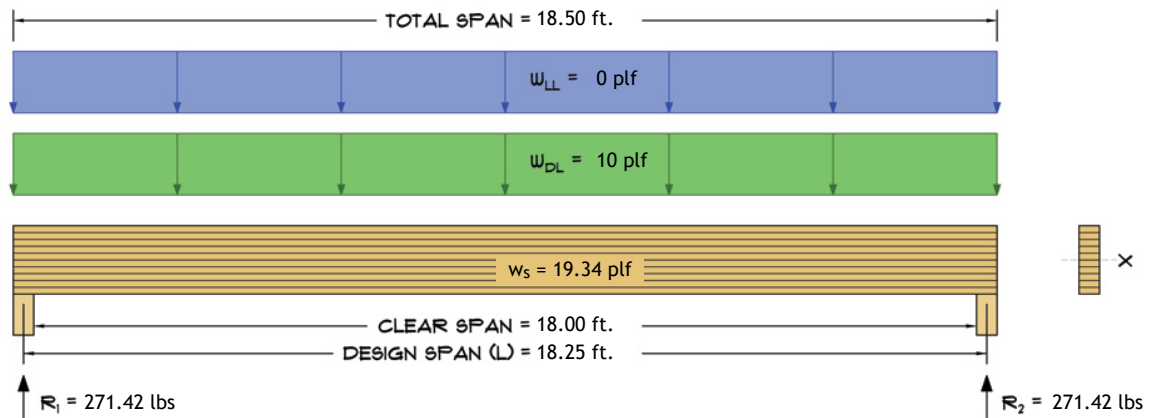 TOTAL SPAN = 18.50 ft.
WLL = 0 plf
WDL = 10 plf
ws = 19.34 plf
X
CLEAR SPAN = 18.00 ft.
DESIGN SPAN (L) = 18.25 ft.
R1 = 271.42 lbs
R2 = 271.42 lbs